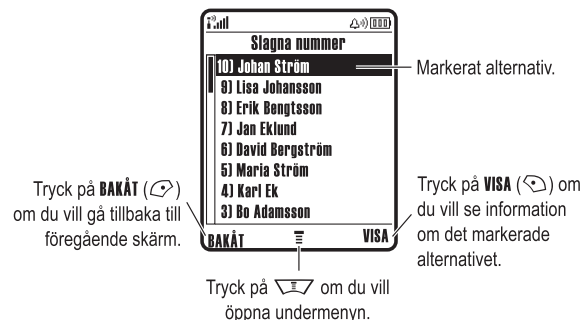 Slagna nummer
10) Johan Ström
9) Lisa Johansson
8) Erik Bengtsson
7) Jan Eklund
6) David Bergström
5) Maria Ström
4) Karl Ek
3) Bo Adamsson
BAKÅT
VISA
Markerat alternativ.
Tryck på BAKÅT ( )
om du vill gå tillbaka till
föregående skärm.
Tryck på VISA ( ) om
du vill se information
om det markerade
alternativet.
Tryck på om du vill
öppna undermenyn.